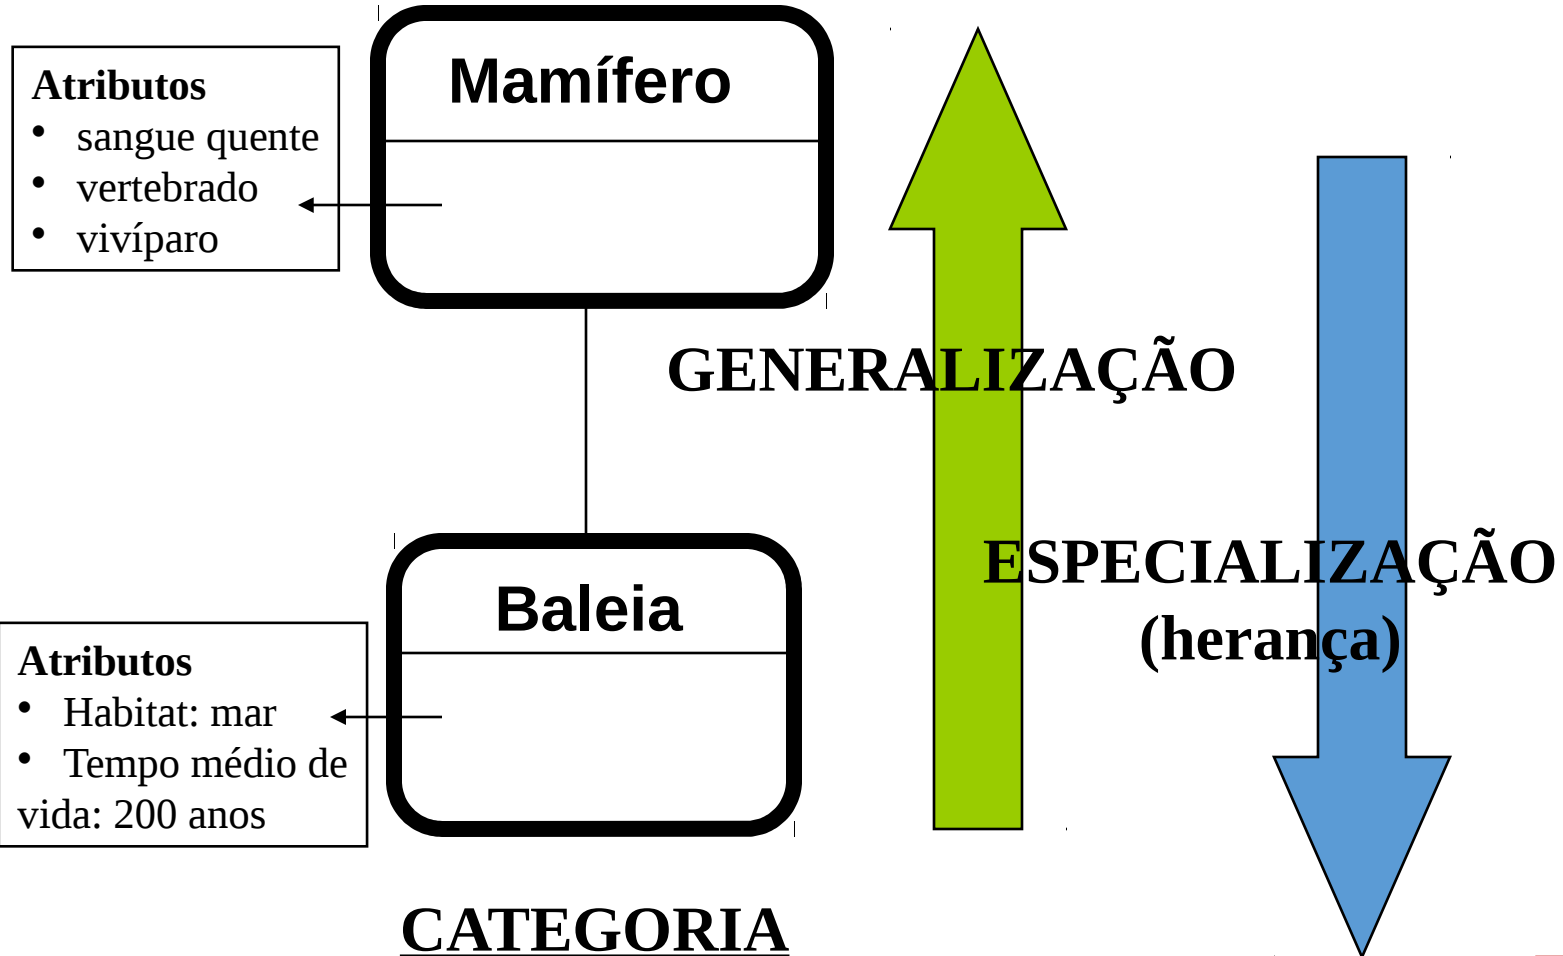 Mamífero
Atributos
• sangue quente
• vertebrado
• vivíparo
GENERALIZAÇÃO
ESPECIALIZAÇÃO
(herança)
Baleia
Atributos
• Habitat: mar
• Tempo médio de
vida: 200 anos
CATEGORIA